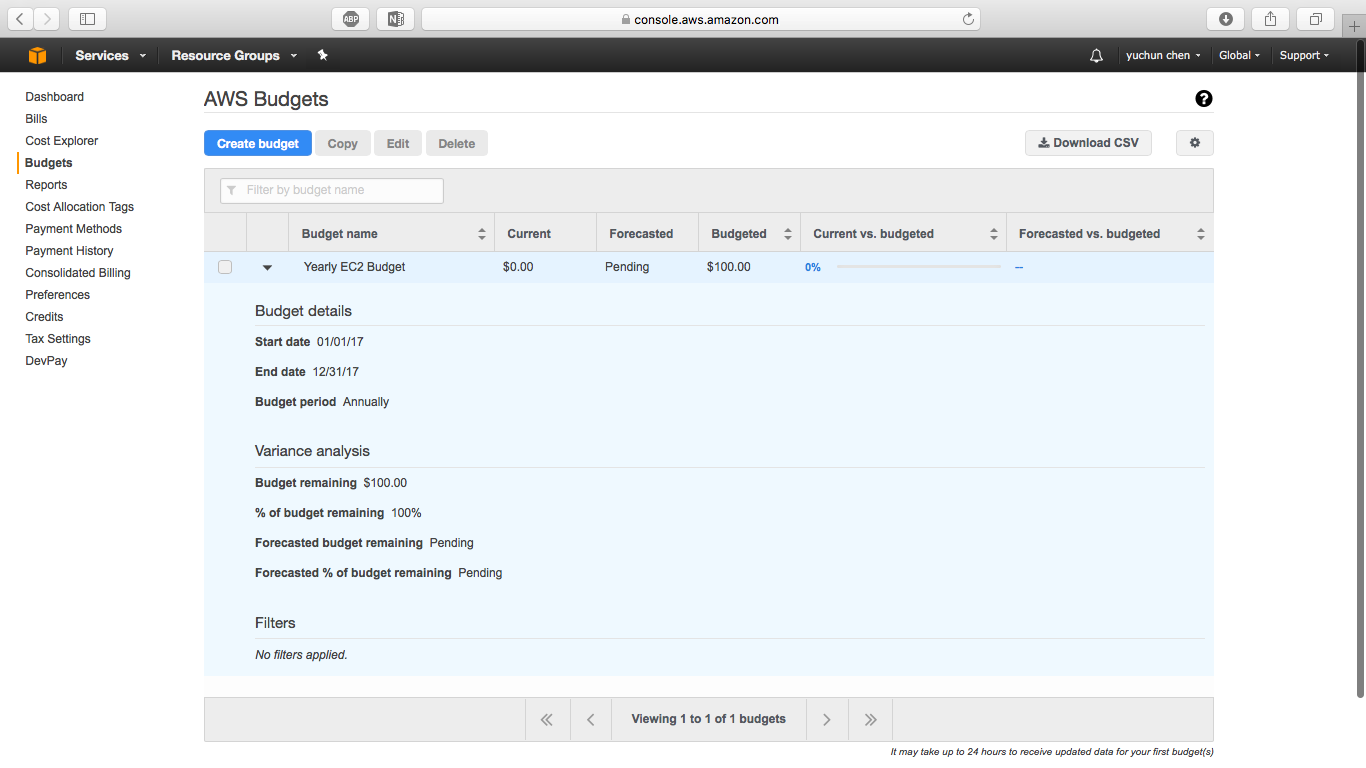 ABP
N
console.aws.amazon.com
Services Resource Groups yuchun chen Global Support
Dashboard
Bills
Cost Explorer
Budgets
Reports
Cost Allocation Tags
Payment Methods
Payment History
Consolidated Billing
Preferences
Credits
Tax Settings
DevPay
AWS Budgets ?
Create budget Copy Edit Delete Download CSV
Filter by budget name
Budget name Current Forecasted Budgeted Current vs. budgeted Forecasted vs. budgeted
Yearly EC2 Budget $0.00 Pending $100.00 0% --
Budget details
Start date 01/01/17
End date 12/31/17
Budget period Annually
Variance analysis
Budget remaining $100.00
% of budget remaining 100%
Forecasted budget remaining Pending
Forecasted % of budget remaining Pending
Filters
No filters applied.
Viewing 1 to 1 of 1 budgets
It may take up to 24 hours to receive updated data for your first budget(s)